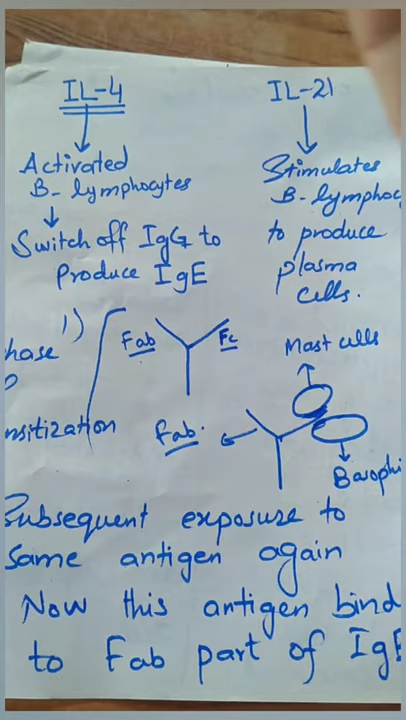 IL-4
Activated
B-lymphocytes
Switch off IgG to
Produce IgE
IL-21
Stimulates
B-lymphoc
to produce
plasma
cells.
1)
hase
nsitization
Fab
Fc
Mast cells
Fab.
Basophi
Subsequent exposure to
Same antigen again
Now this antigen bind
to Fab part of IgE